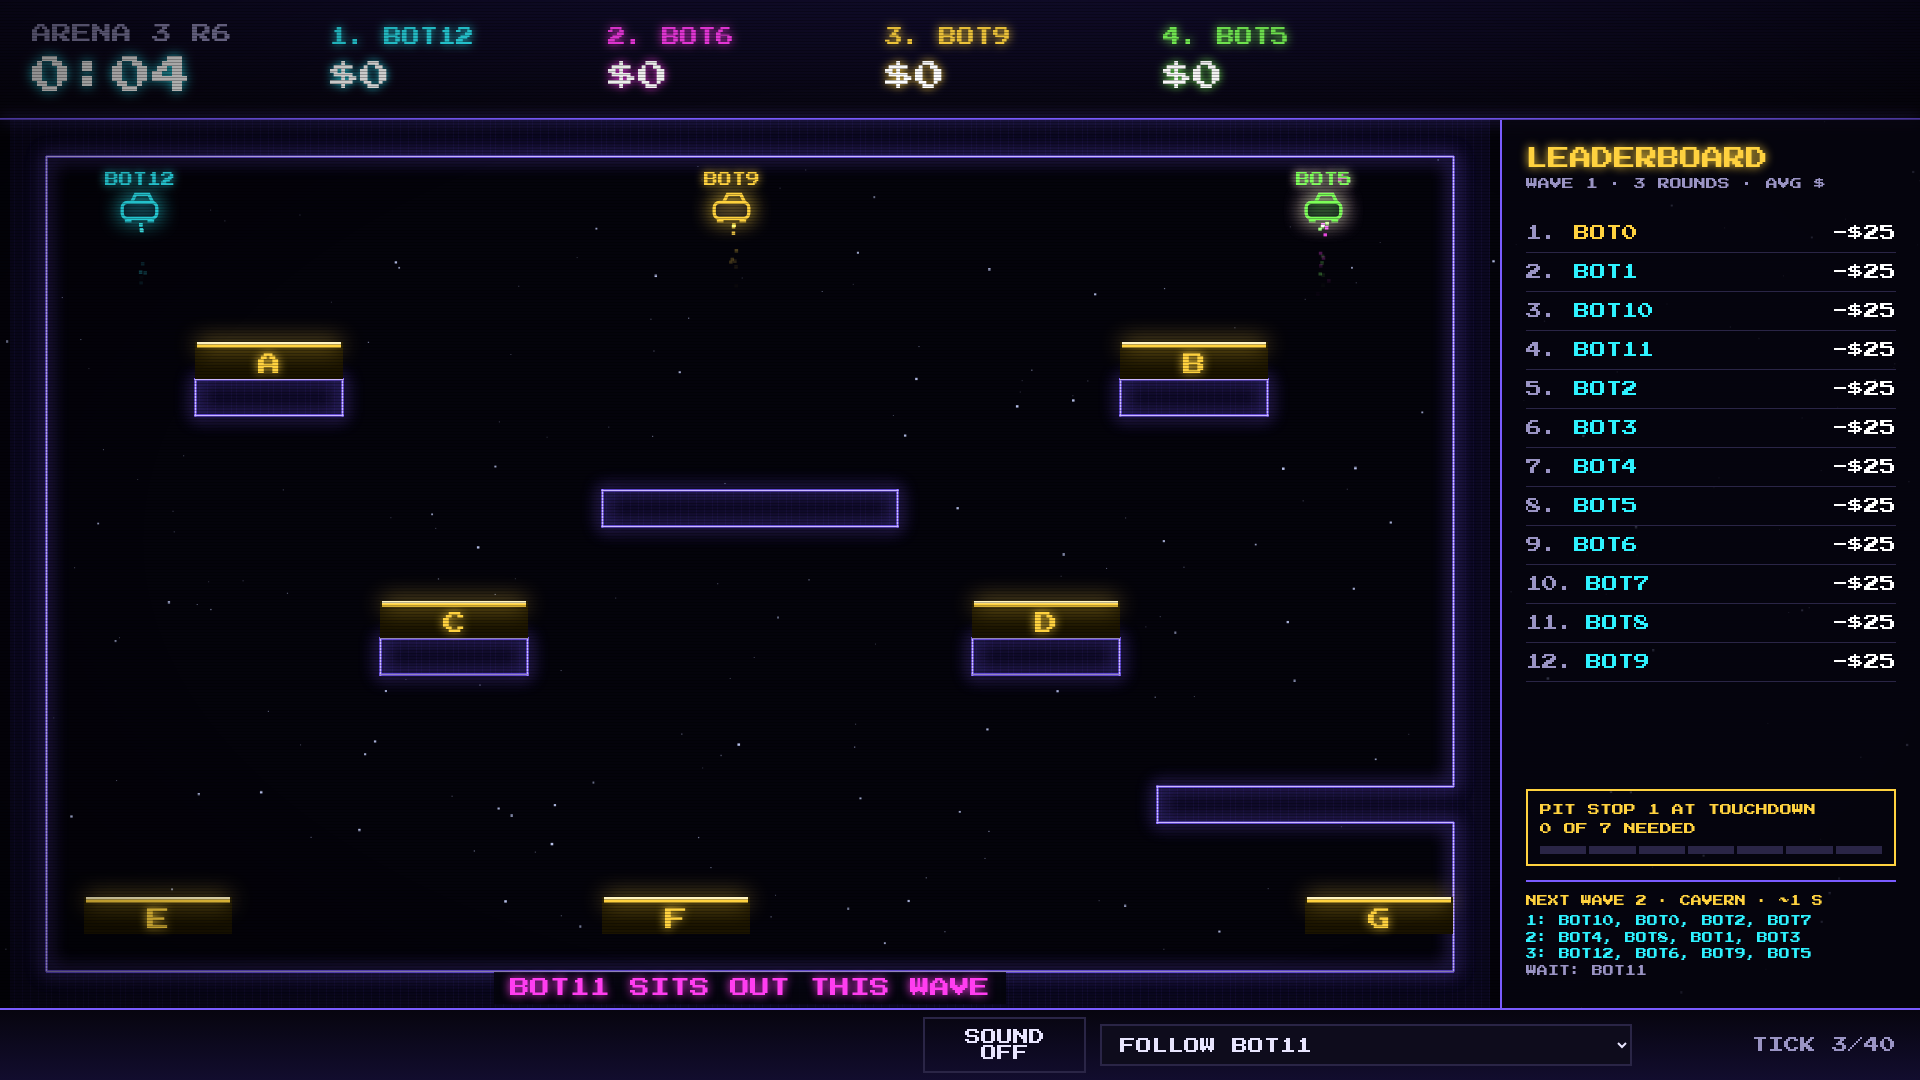 ARENA 3 R6
0:04
1. BOT12
$0
2. BOT6
$0
3. BOT9
$0
4. BOT5
$0
BOT12
BOT9
BOT5
A
B
C
D
E
F
G
BOT11 SITS OUT THIS WAVE
LEADERBOARD
WAVE 1 · 3 ROUNDS · AVG $
1. BOT0 -$25
2. BOT1 -$25
3. BOT10 -$25
4. BOT11 -$25
5. BOT2 -$25
6. BOT3 -$25
7. BOT4 -$25
8. BOT5 -$25
9. BOT6 -$25
10. BOT7 -$25
11. BOT8 -$25
12. BOT9 -$25
PIT STOP 1 AT TOUCHDOWN
0 OF 7 NEEDED
NEXT WAVE 2 · CAVERN · ~1 S
1: BOT10, BOT0, BOT2, BOT7
2: BOT4, BOT8, BOT1, BOT3
3: BOT12, BOT6, BOT9, BOT5
WAIT: BOT11
SOUND
OFF
FOLLOW BOT11
TICK 3/40